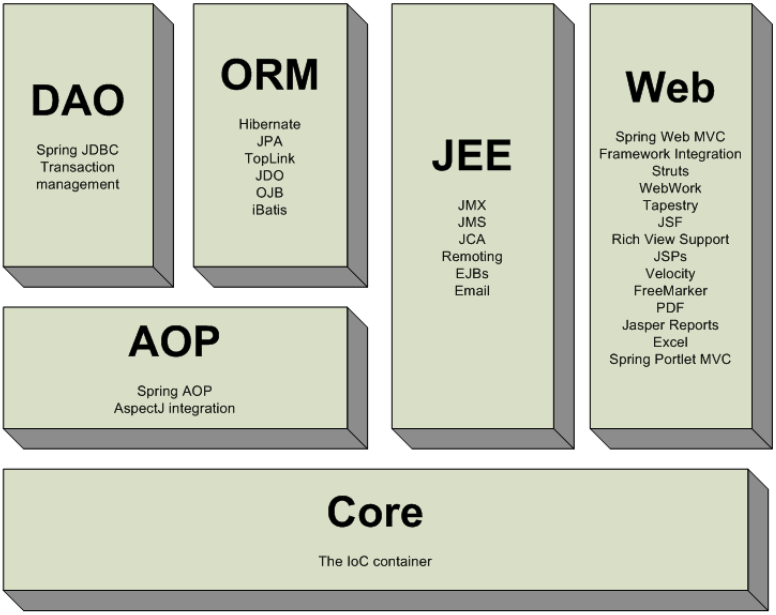 DAO
Spring JDBC
Transaction
management
ORM
Hibernate
JPA
TopLink
JDO
OJB
iBatis
JEE
JMX
JMS
JCA
Remoting
EJBs
Email
Web
Spring Web MVC
Framework Integration
Struts
WebWork
Tapestry
JSF
Rich View Support
JSPs
Velocity
FreeMarker
PDF
Jasper Reports
Excel
Spring Portlet MVC
AOP
Spring AOP
AspectJ integration
Core
The IoC container